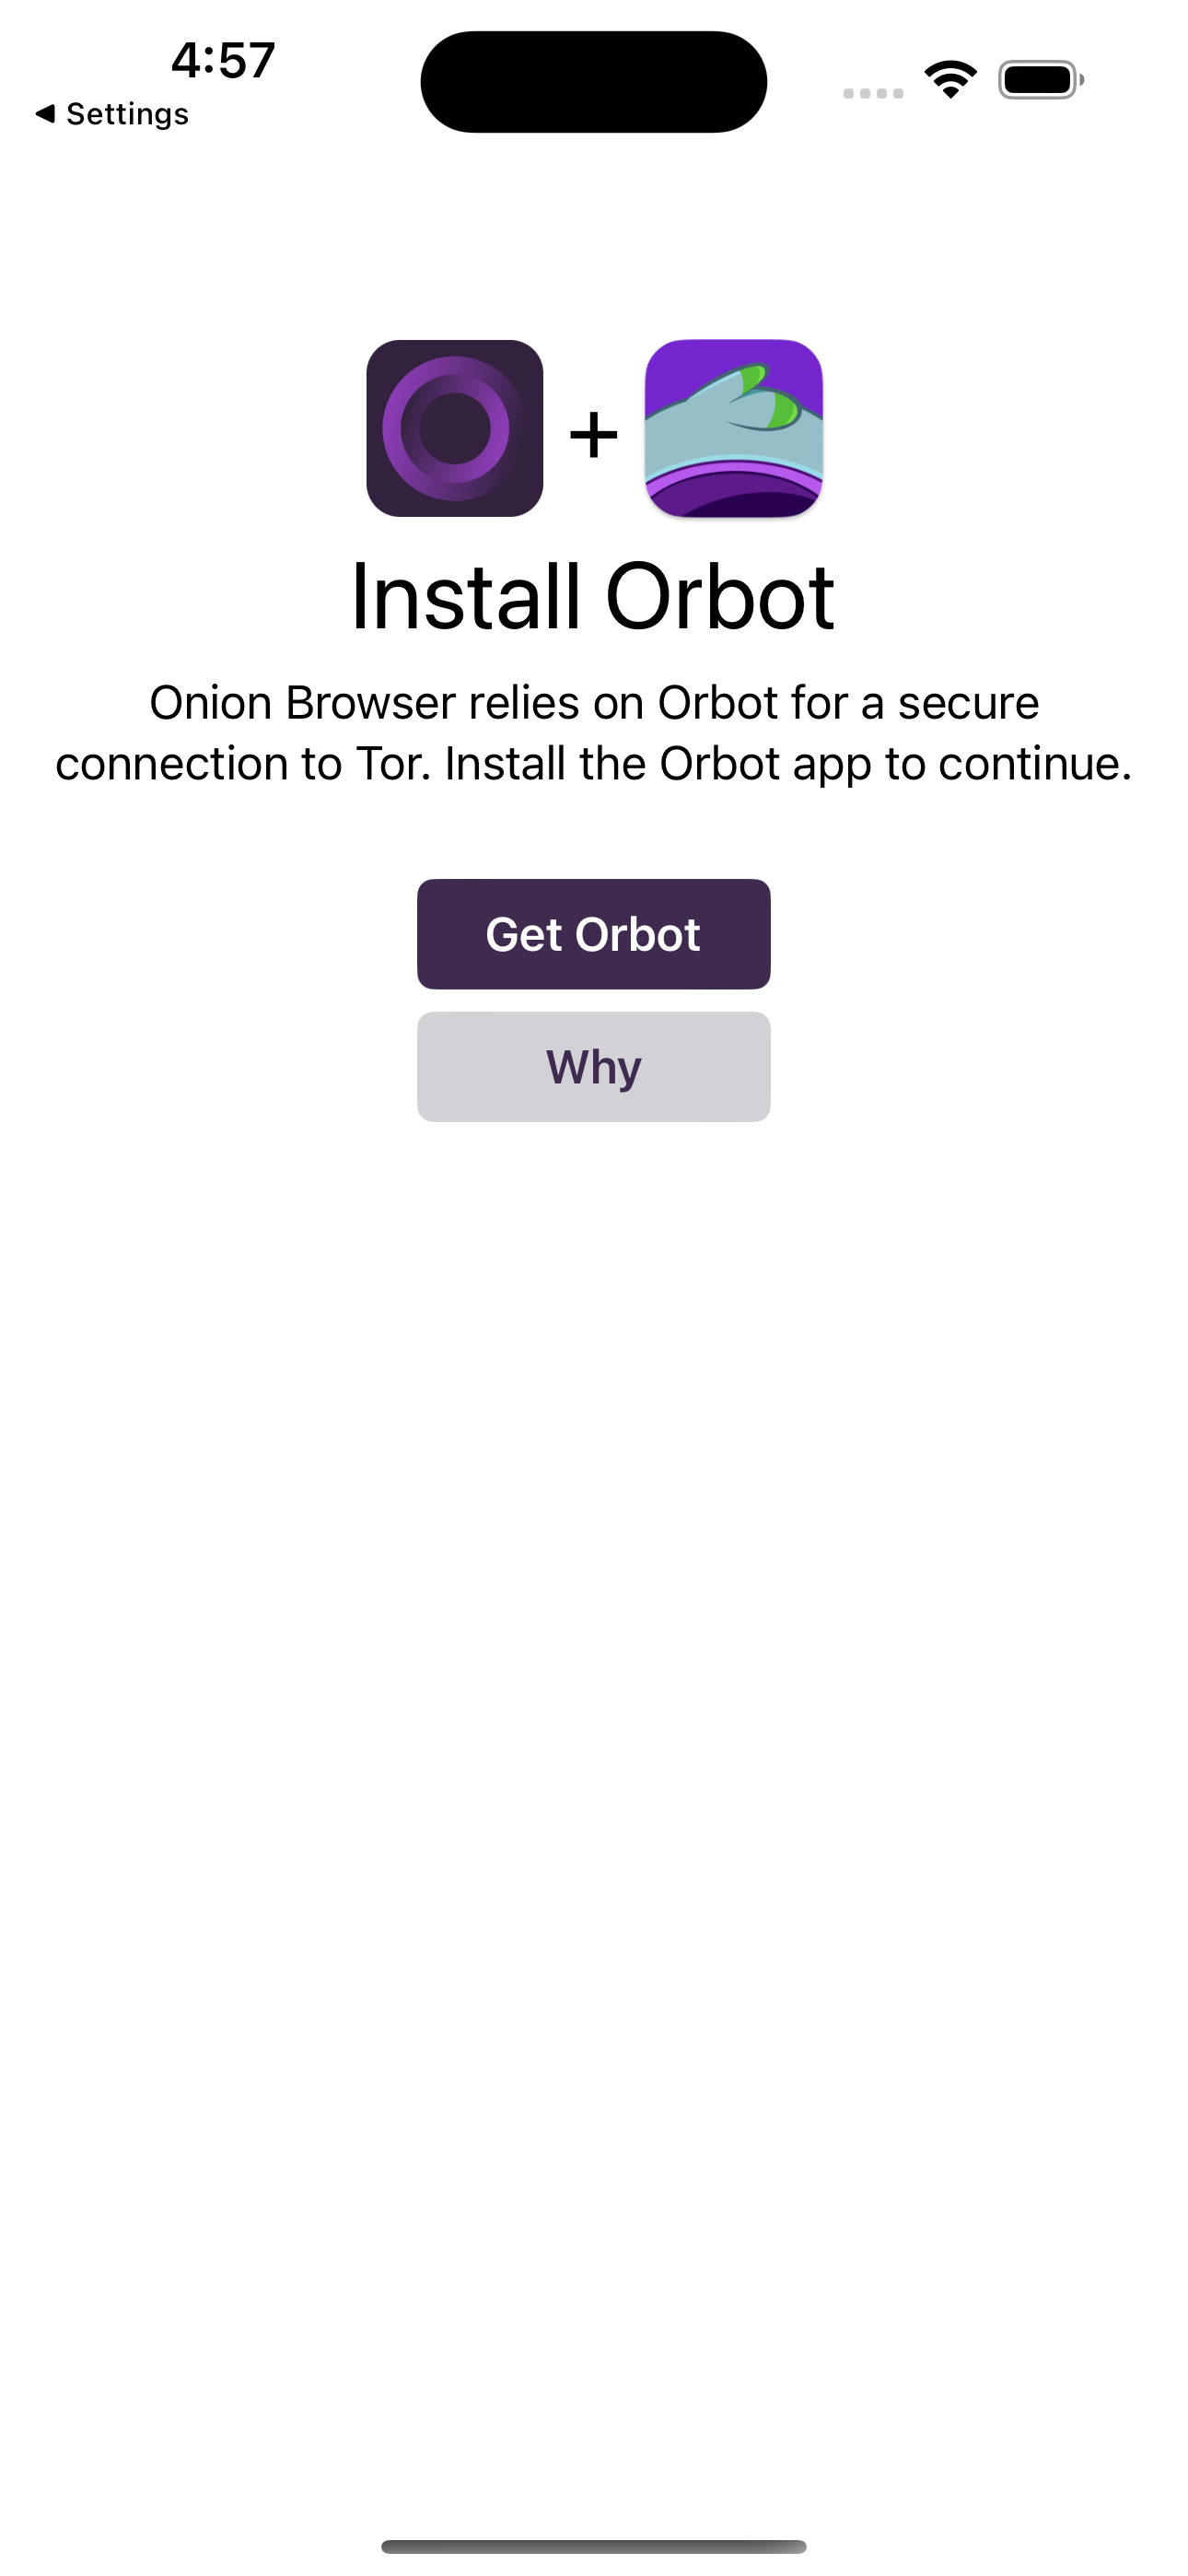 4:57
◀ Settings
+
Install Orbot
Onion Browser relies on Orbot for a secure
connection to Tor. Install the Orbot app to continue.
Get Orbot
Why